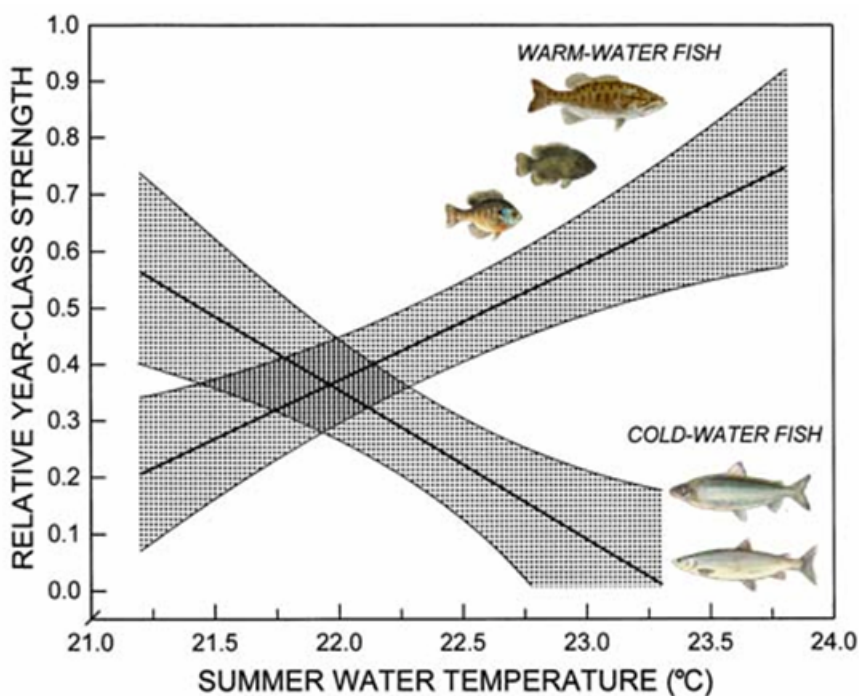 1.0
0.9
0.8
0.7
0.6
0.5
0.4
0.3
0.2
0.1
0.0
RELATIVE YEAR-CLASS STRENGTH
WARM-WATER FISH
COLD-WATER FISH
21.0 21.5 22.0 22.5 23.0 23.5 24.0
SUMMER WATER TEMPERATURE (ºC)